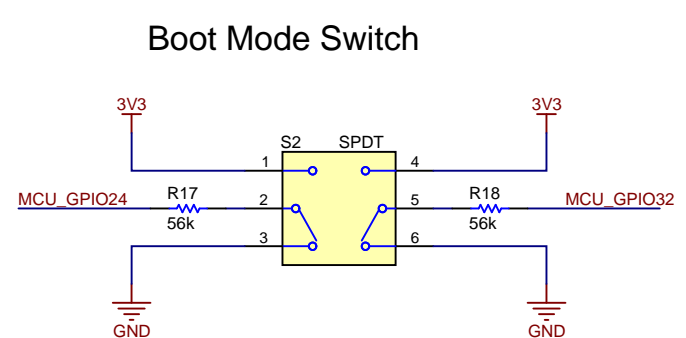 Boot Mode Switch
3V3 3V3
S2 SPDT
1 4
MCU_GPIO24 R17 2 5 R18 MCU_GPIO32
56k 56k
3 6
GND GND